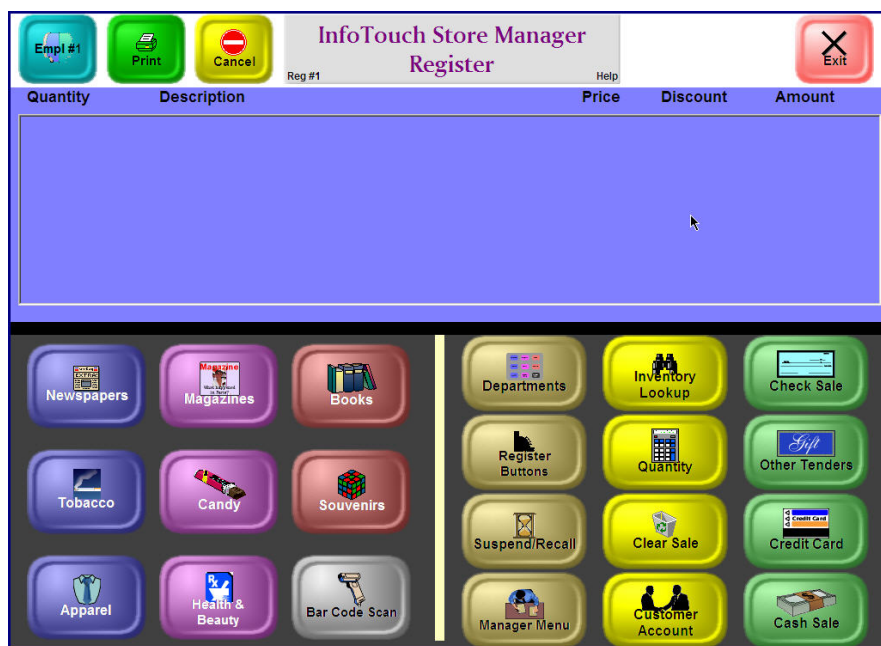 Empl #1
Print
Cancel
InfoTouch Store Manager
Register
Reg #1
Help
Exit
Quantity Description Price Discount Amount
Newspapers
Magazine
Magazines
Books
Departments
Inventory
Lookup
Check Sale
Register
Buttons
Quantity
Gift
Other Tenders
Tobacco
Candy
Souvenirs
Suspend/Recall
Clear Sale
Credit Card
Credit Card
Apparel
Rx
Health &
Beauty
Bar Code Scan
Manager Menu
Customer
Account
Cash Sale